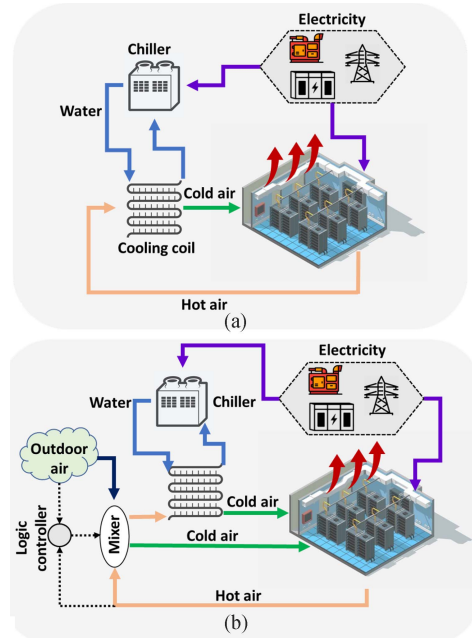 Electricity
Chiller
Water
Cold air
Cooling coil
Hot air
(a)
Electricity
Water
Chiller
Outdoor
air
Logic
controller
Mixer
Cold air
Cold air
Hot air
(b)